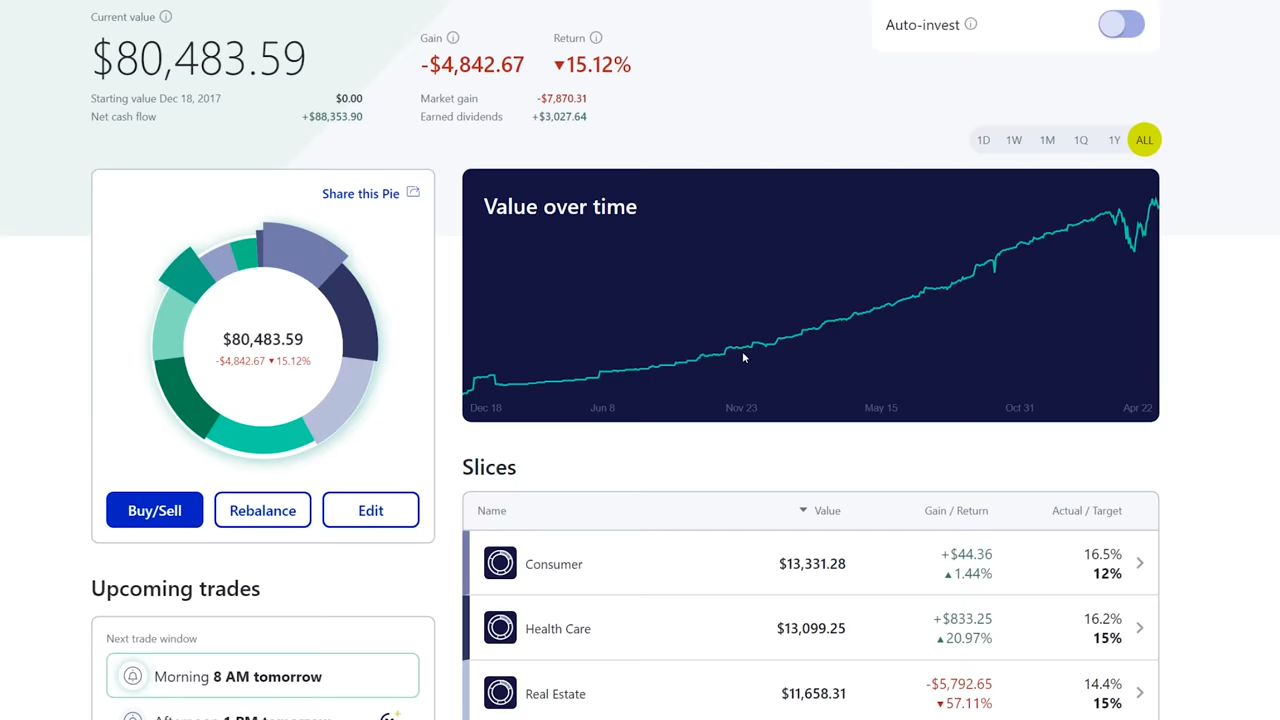 Current value
$80,483.59
Starting value Dec 18, 2017 $0.00
Net cash flow +$88,353.90
Gain Return
-$4,842.67 ▼15.12%
Market gain -$7,870.31
Earned dividends +$3,027.64
Auto-invest
1D 1W 1M 1Q 1Y ALL
Share this Pie
$80,483.59
-$4,842.67 ▼15.12%
Buy/Sell Rebalance Edit
Value over time
Dec 18 Jun 8 Nov 23 May 15 Oct 31 Apr 22
Slices
Name ▼ Value Gain / Return Actual / Target
Consumer $13,331.28 +$44.36 16.5%
▲1.44% 12%
Health Care $13,099.25 +$833.25 16.2%
▲20.97% 15%
Real Estate $11,658.31 -$5,792.65 14.4%
▼57.11% 15%
Upcoming trades
Next trade window
Morning 8 AM tomorrow
Afternoon 1 PM tomorrow